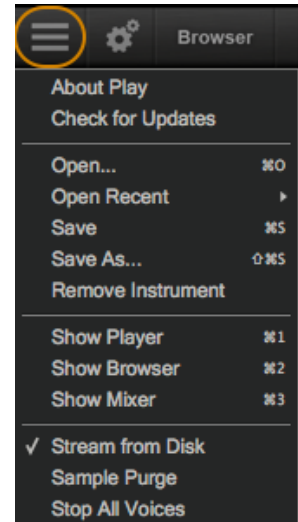 Browser
About Play
Check for Updates
Open... ⌘O
Open Recent ▸
Save ⌘S
Save As... ⇧⌘S
Remove Instrument
Show Player ⌘1
Show Browser ⌘2
Show Mixer ⌘3
✓ Stream from Disk
Sample Purge
Stop All Voices